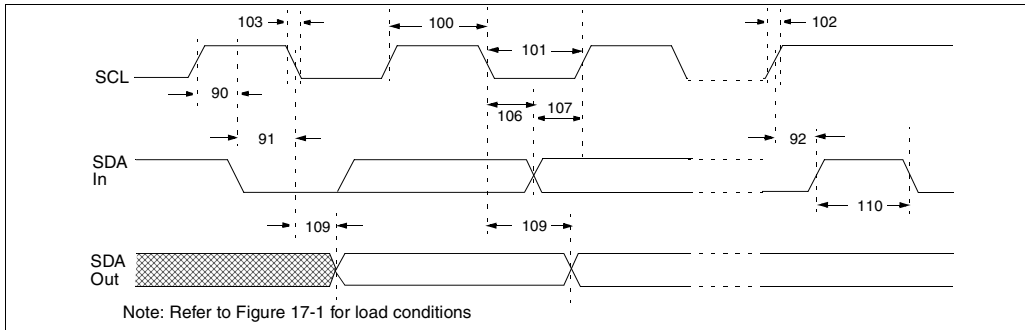 103
100
102
101
SCL
90
106
107
91
92
SDA
In
110
109
109
SDA
Out
Note: Refer to Figure 17-1 for load conditions